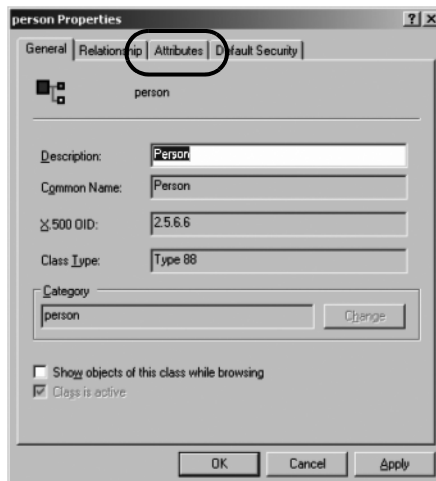 person Properties
General Relationship Attributes Default Security
person
Description: Person
Common Name: Person
X.500 OID: 2.5.6.6
Class Type: Type 88
Category
person Change
Show objects of this class while browsing
Class is active
OK Cancel Apply